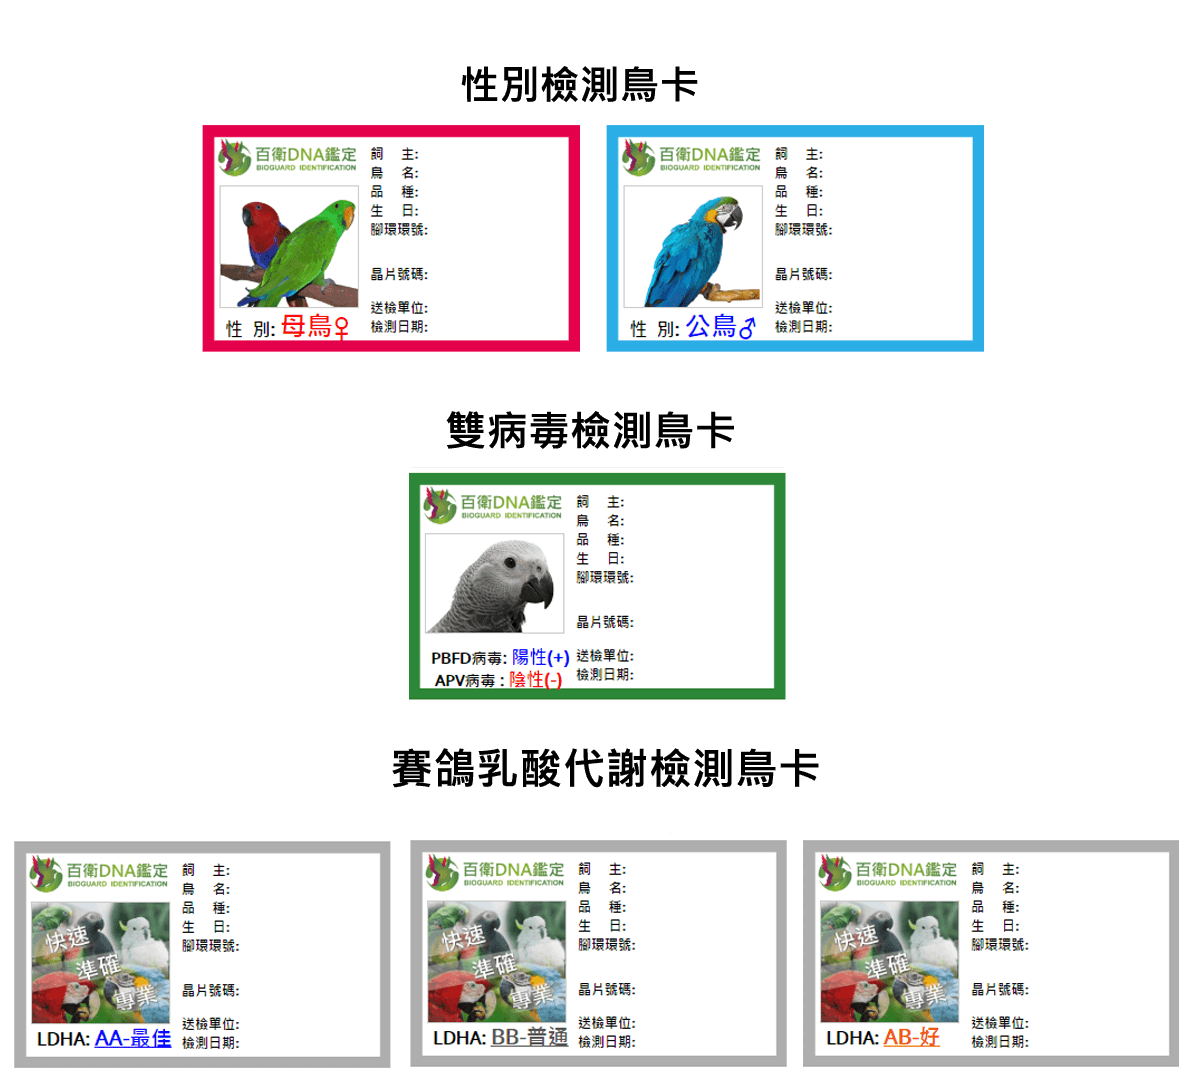 性別檢測鳥卡
百衛DNA鑑定
BIOGUARD IDENTIFICATION
飼 主:
鳥 名:
品 種:
生 日:
腳環環號:
晶片號碼:
送檢單位:
檢測日期:
性 別: 母鳥♀
百衛DNA鑑定
BIOGUARD IDENTIFICATION
飼 主:
鳥 名:
品 種:
生 日:
腳環環號:
晶片號碼:
送檢單位:
檢測日期:
性 別: 公鳥♂
雙病毒檢測鳥卡
百衛DNA鑑定
BIOGUARD IDENTIFICATION
飼 主:
鳥 名:
品 種:
生 日:
腳環環號:
晶片號碼:
送檢單位:
檢測日期:
PBFD病毒: 陽性(+)
APV病毒 : 陰性(-)
賽鴿乳酸代謝檢測鳥卡
百衛DNA鑑定
BIOGUARD IDENTIFICATION
飼 主:
鳥 名:
品 種:
生 日:
腳環環號:
晶片號碼:
送檢單位:
檢測日期:
快速
準確
專業
LDHA: AA-最佳
百衛DNA鑑定
BIOGUARD IDENTIFICATION
飼 主:
鳥 名:
品 種:
生 日:
腳環環號:
晶片號碼:
送檢單位:
檢測日期:
快速
準確
專業
LDHA: BB-普通
百衛DNA鑑定
BIOGUARD IDENTIFICATION
飼 主:
鳥 名:
品 種:
生 日:
腳環環號:
晶片號碼:
送檢單位:
檢測日期:
快速
準確
專業
LDHA: AB-好